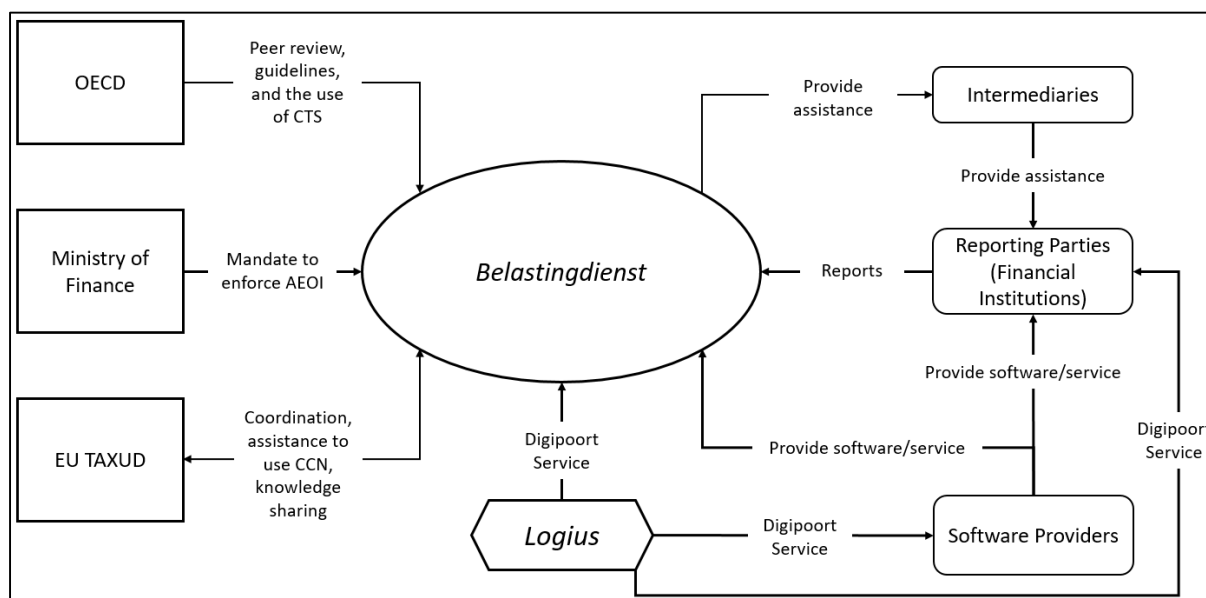 OECD
Peer review,
guidelines,
and the use
of CTS
Provide
assistance
Intermediaries
Provide assistance
Ministry of
Finance
Mandate to
enforce AEOI
Belastingdienst
Reports
Reporting Parties
(Financial
Institutions)
Provide software/service
EU TAXUD
Coordination,
assistance to
use CCN,
knowledge
sharing
Digipoort
Service
Provide software/service
Digipoort
Service
Logius
Digipoort
Service
Software Providers